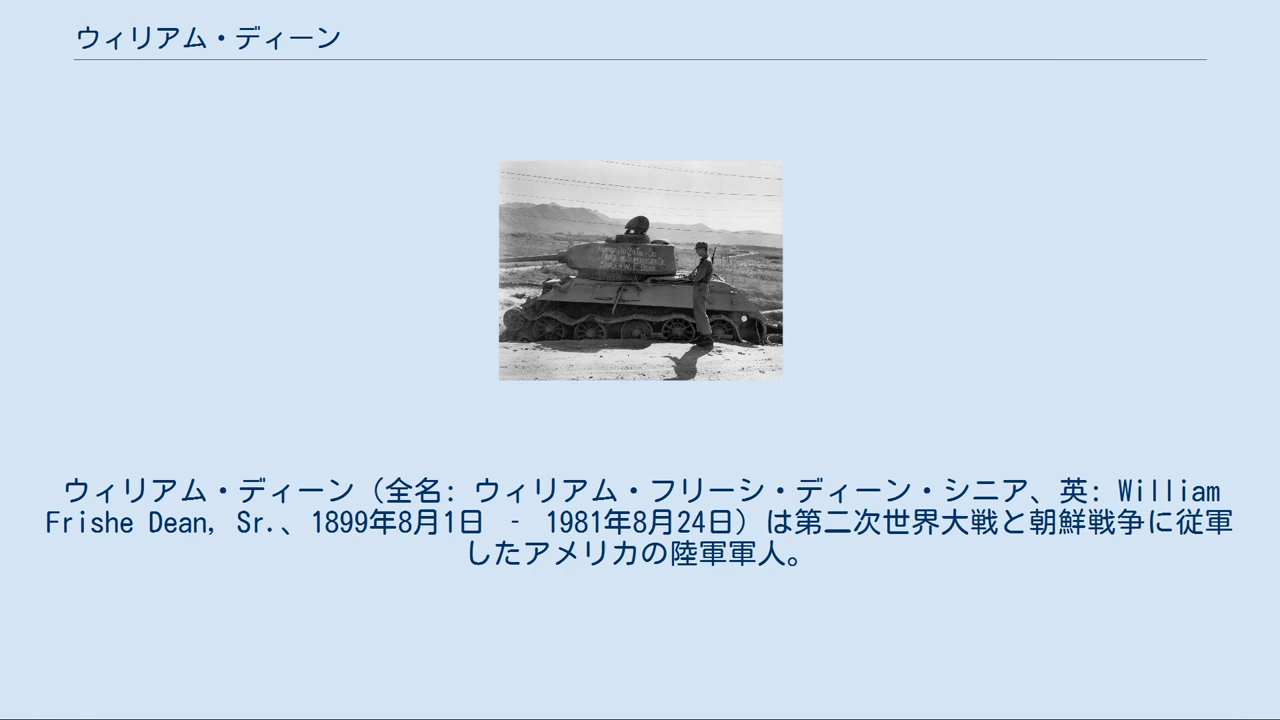 ウィリアム・ディーン
ウィリアム・ディーン（全名: ウィリアム・フリーシ・ディーン・シニア、英: William
Frishe Dean, Sr.、1899年8月1日 - 1981年8月24日）は第二次世界大戦と朝鮮戦争に従軍
したアメリカの陸軍軍人。